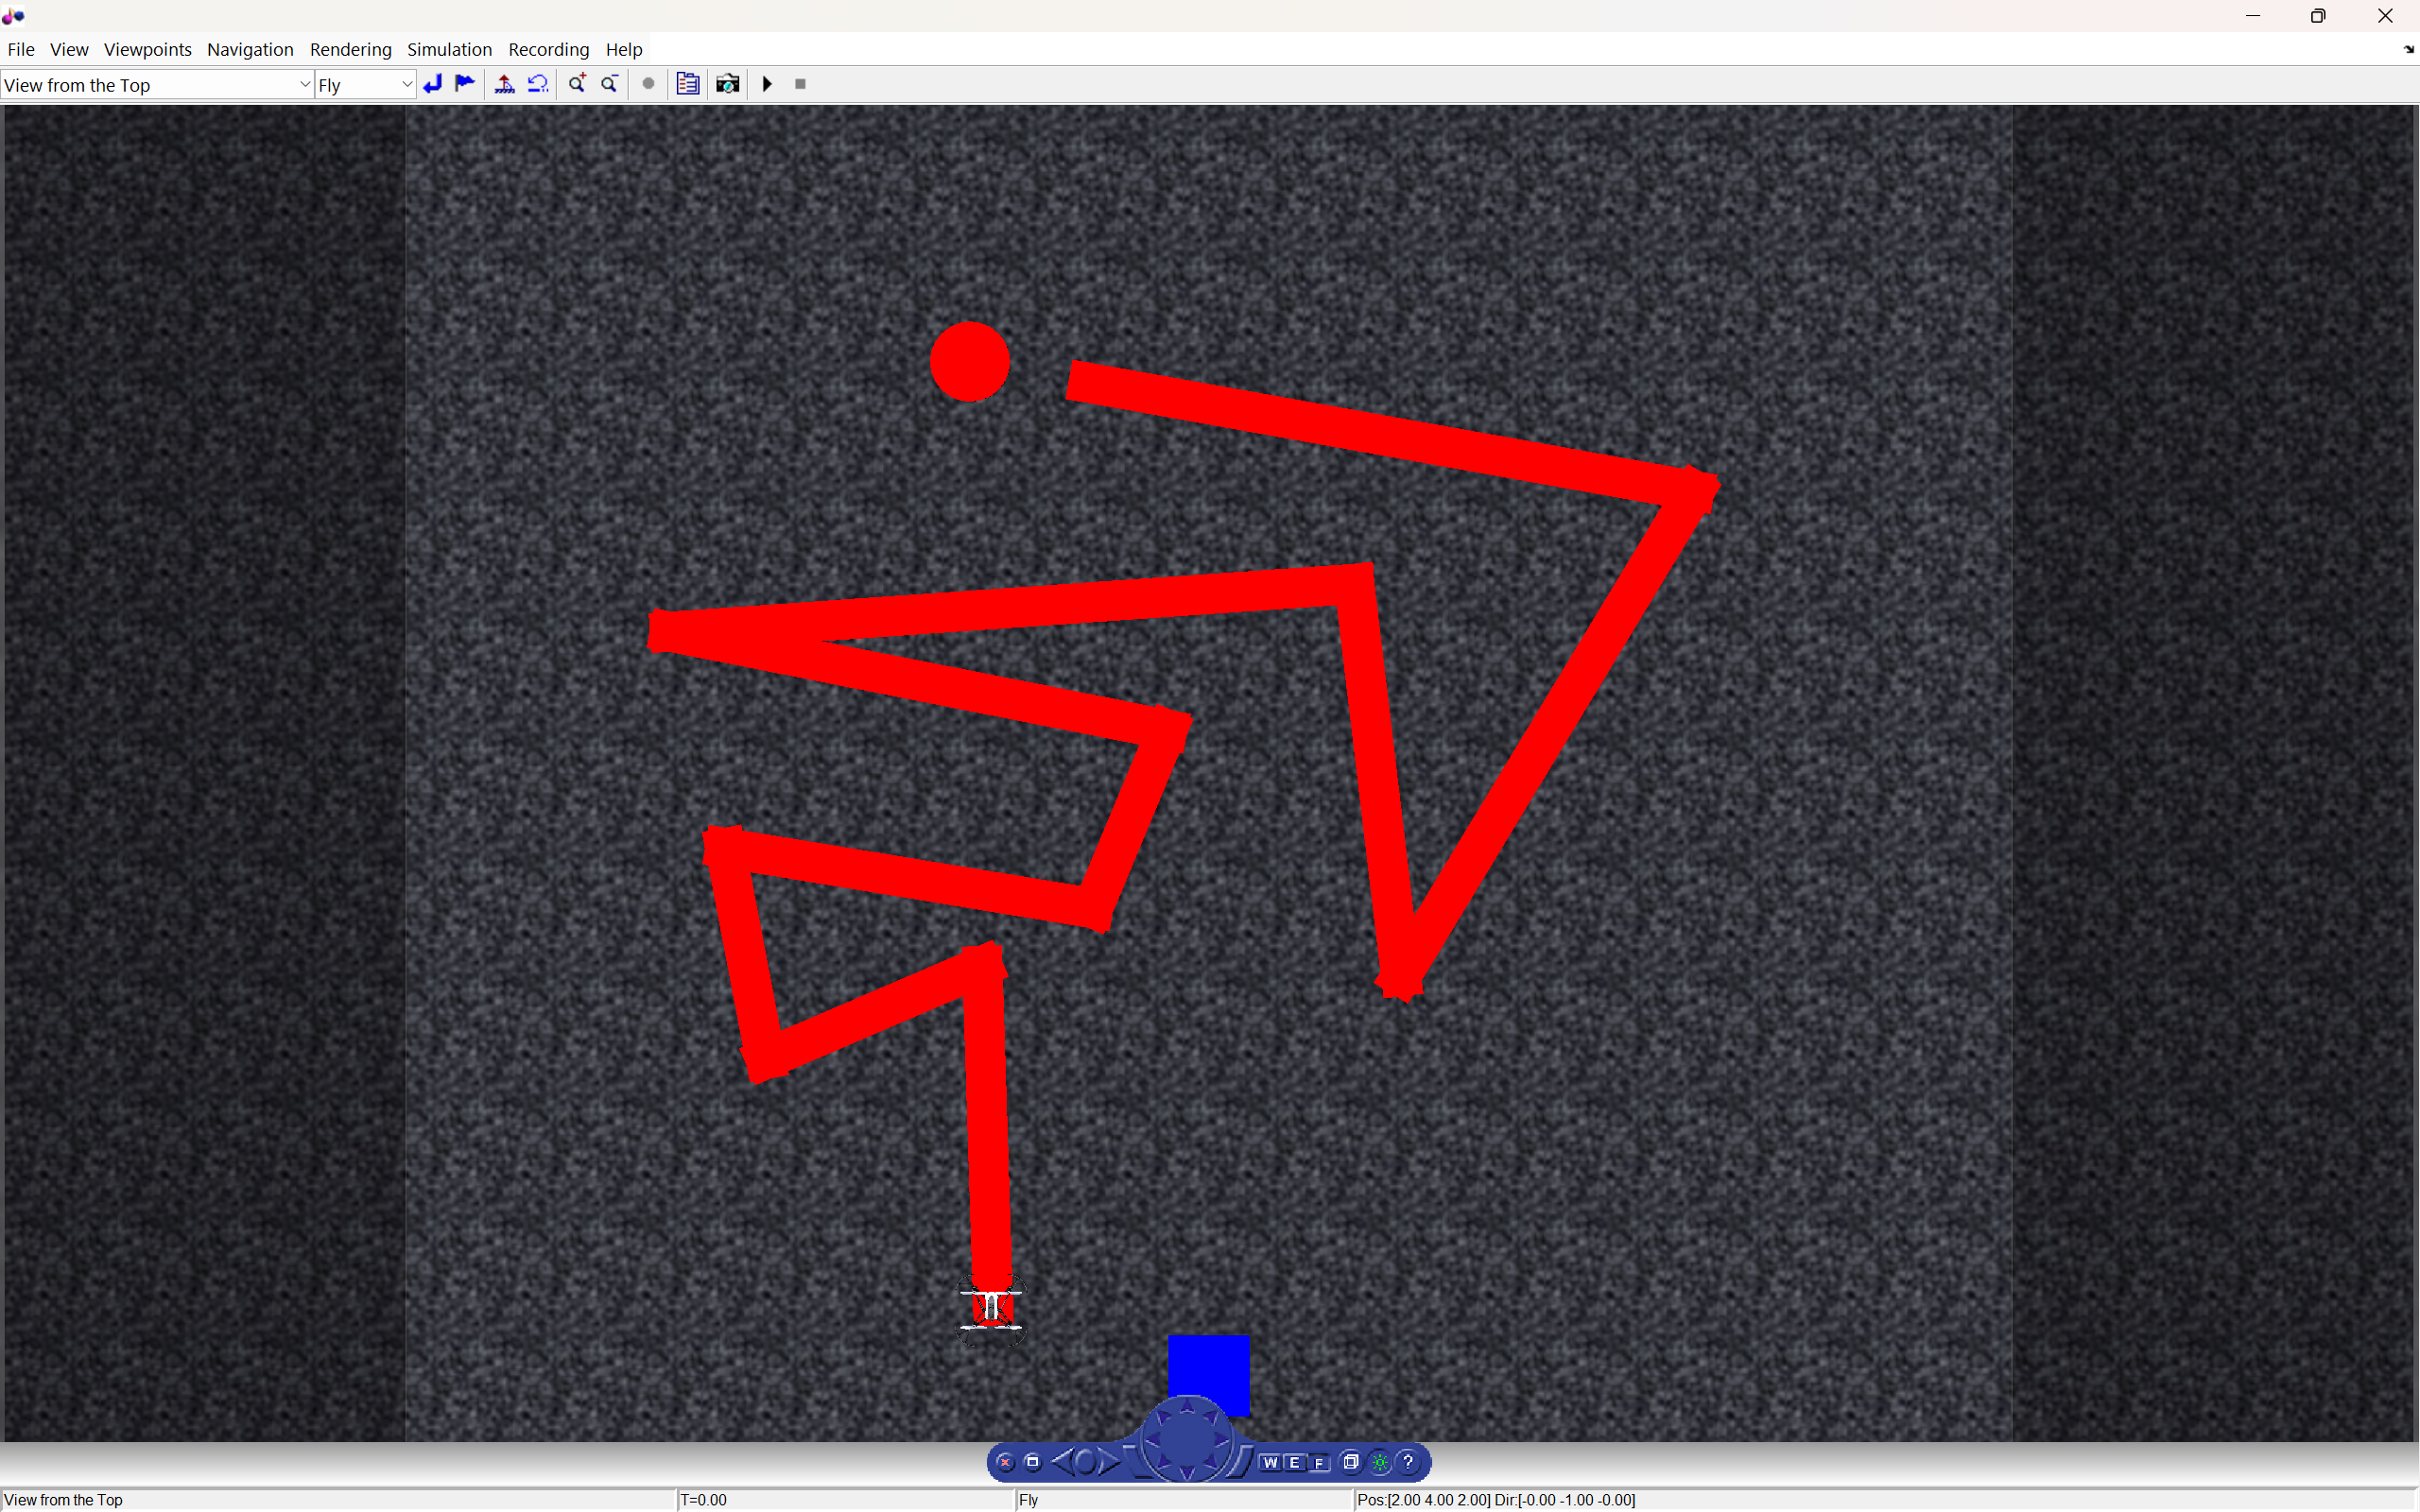 File View Viewpoints Navigation Rendering Simulation Recording Help
View from the Top Fly
W E F ?
View from the Top T=0.00 Fly Pos:[2.00 4.00 2.00] Dir:[-0.00 -1.00 -0.00]